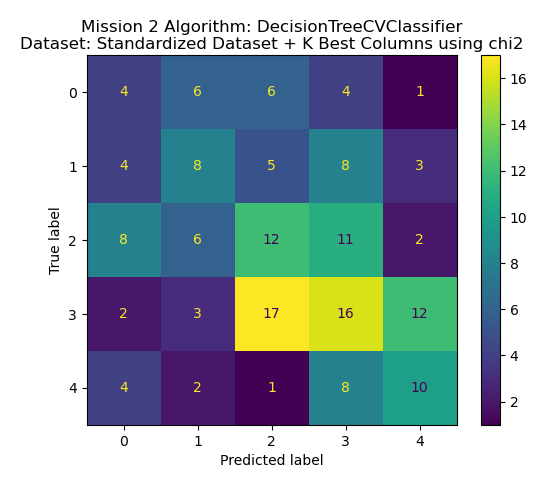 Mission 2 Algorithm: DecisionTreeCVClassifier
Dataset: Standardized Dataset + K Best Columns using chi2
0 4 6 6 4 1
1 4 8 5 8 3
2 8 6 12 11 2
3 2 3 17 16 12
4 4 2 1 8 10
0 1 2 3 4
Predicted label
True label
16
14
12
10
8
6
4
2